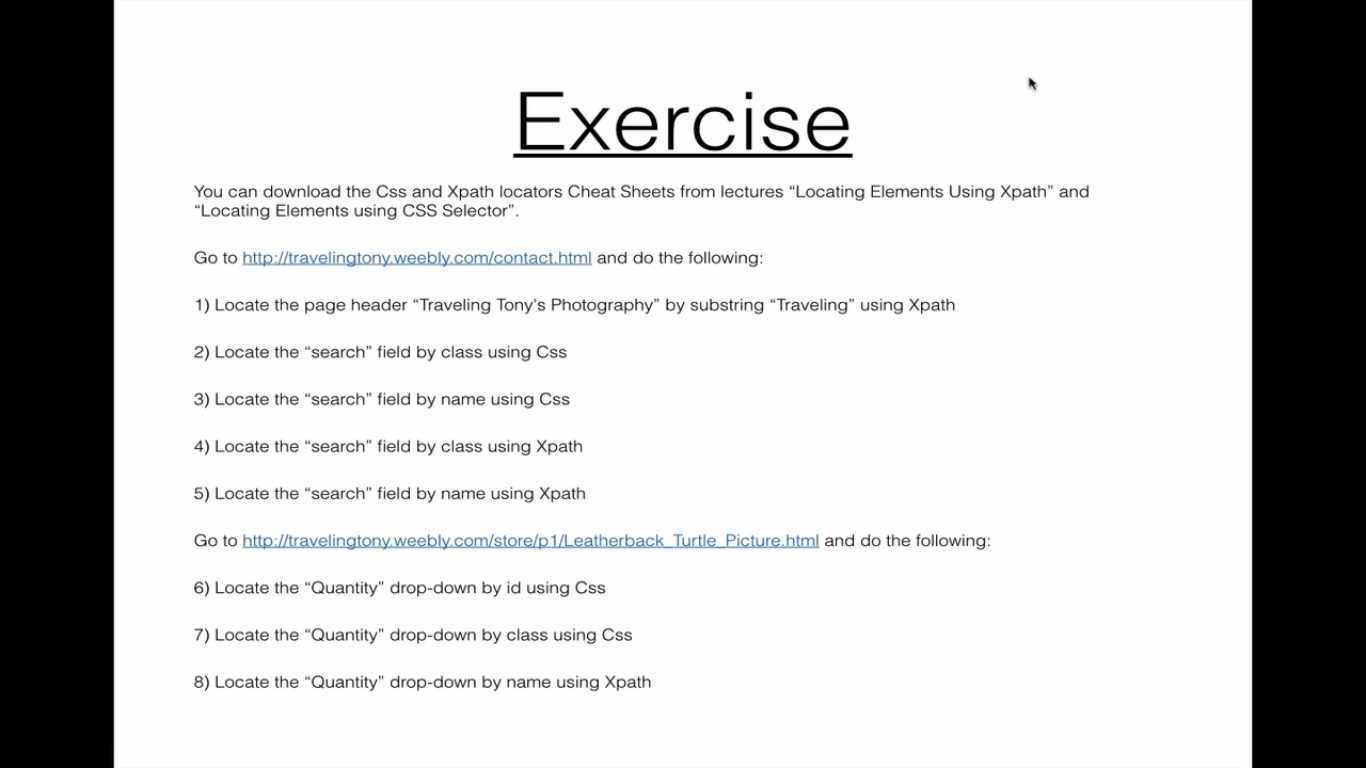 Exercise
You can download the Css and Xpath locators Cheat Sheets from lectures “Locating Elements Using Xpath” and
“Locating Elements using CSS Selector”.
Go to http://travelingtony.weebly.com/contact.html and do the following:
1) Locate the page header “Traveling Tony's Photography” by substring “Traveling” using Xpath
2) Locate the “search” field by class using Css
3) Locate the “search” field by name using Css
4) Locate the “search” field by class using Xpath
5) Locate the “search” field by name using Xpath
Go to http://travelingtony.weebly.com/store/p1/Leatherback_Turtle_Picture.html and do the following:
6) Locate the “Quantity” drop-down by id using Css
7) Locate the “Quantity” drop-down by class using Css
8) Locate the “Quantity” drop-down by name using Xpath